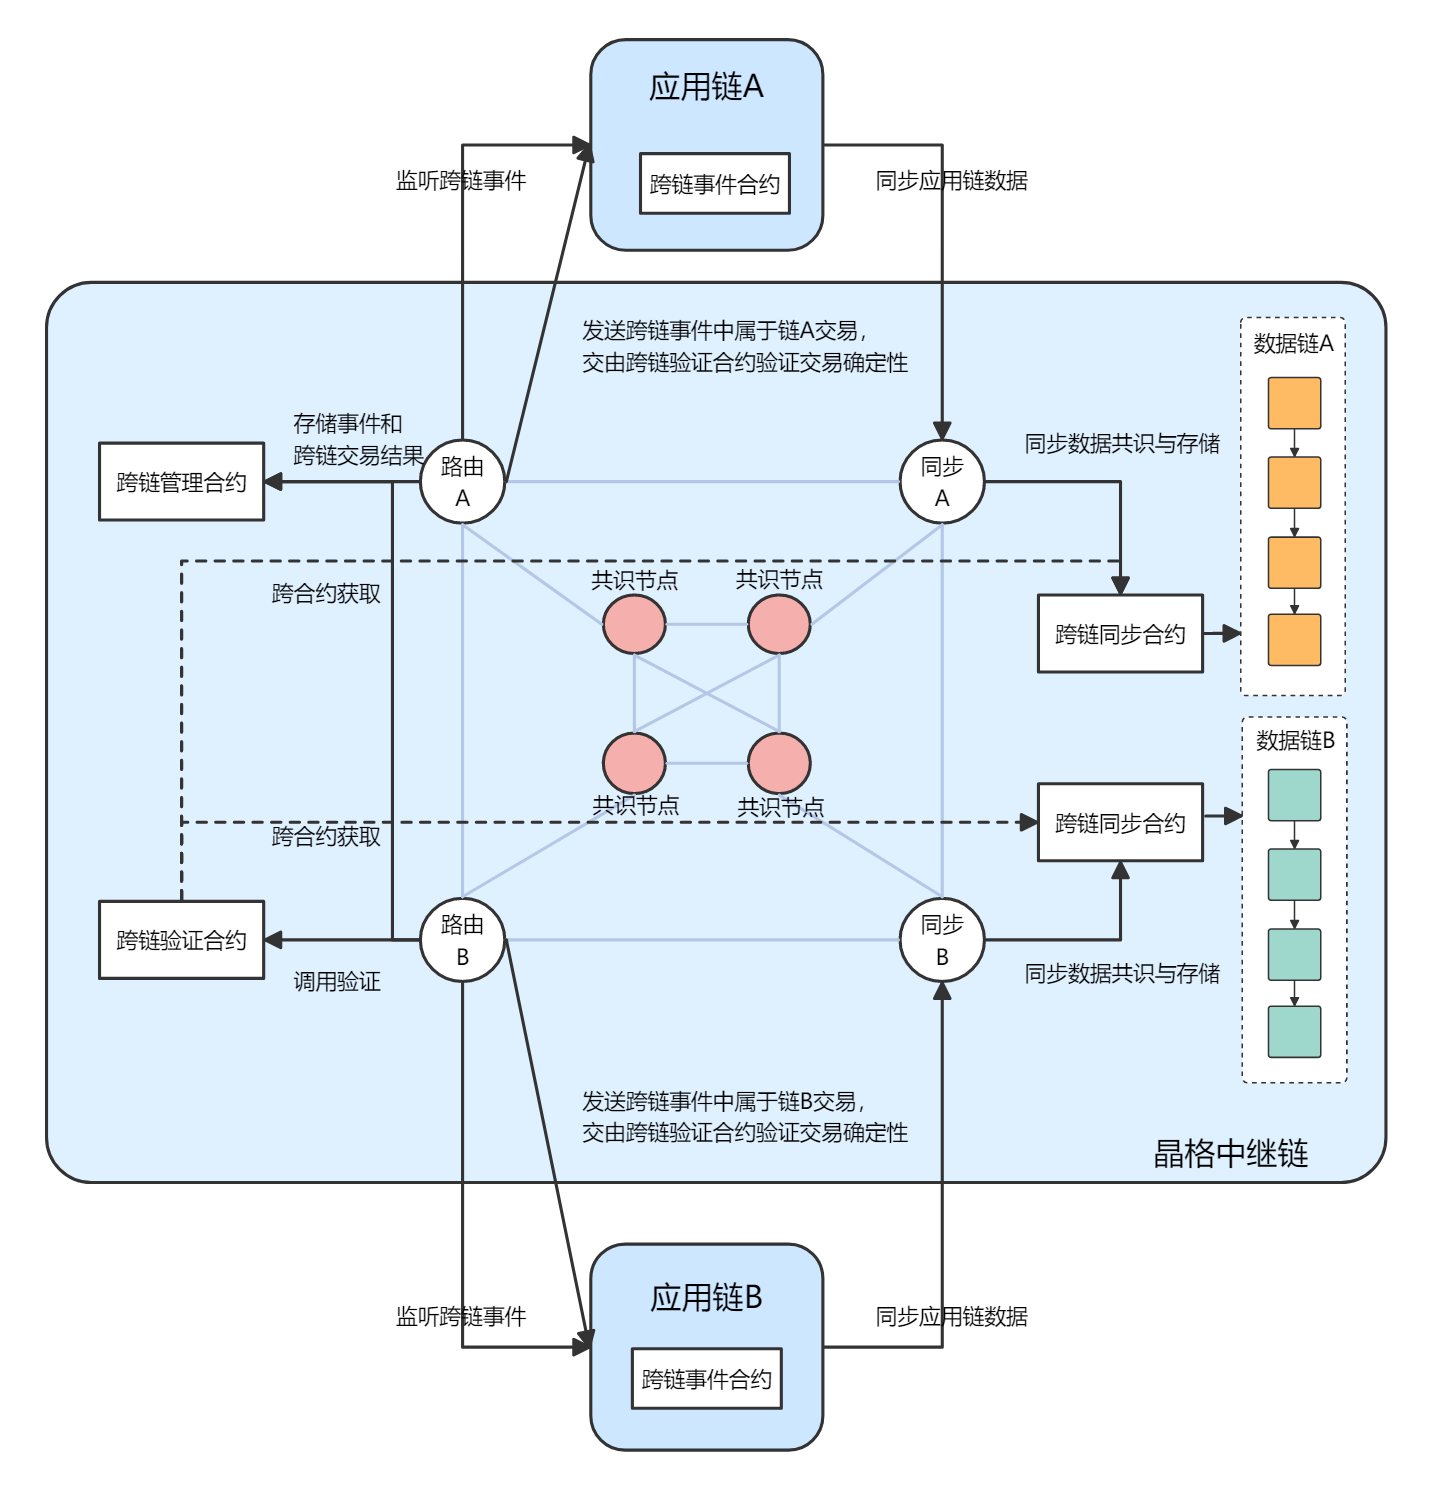 应用链A
跨链事件合约
监听跨链事件
同步应用链数据
发送跨链事件中属于链A交易，
交由跨链验证合约验证交易确定性
数据链A
存储事件和
跨链交易结果
同步数据共识与存储
跨链管理合约
路由
A
同步
A
跨合约获取
共识节点
共识节点
跨链同步合约
数据链B
共识节点
共识节点
跨链同步合约
跨合约获取
跨链验证合约
路由
B
同步
B
调用验证
同步数据共识与存储
发送跨链事件中属于链B交易，
交由跨链验证合约验证交易确定性
晶格中继链
应用链B
监听跨链事件
同步应用链数据
跨链事件合约